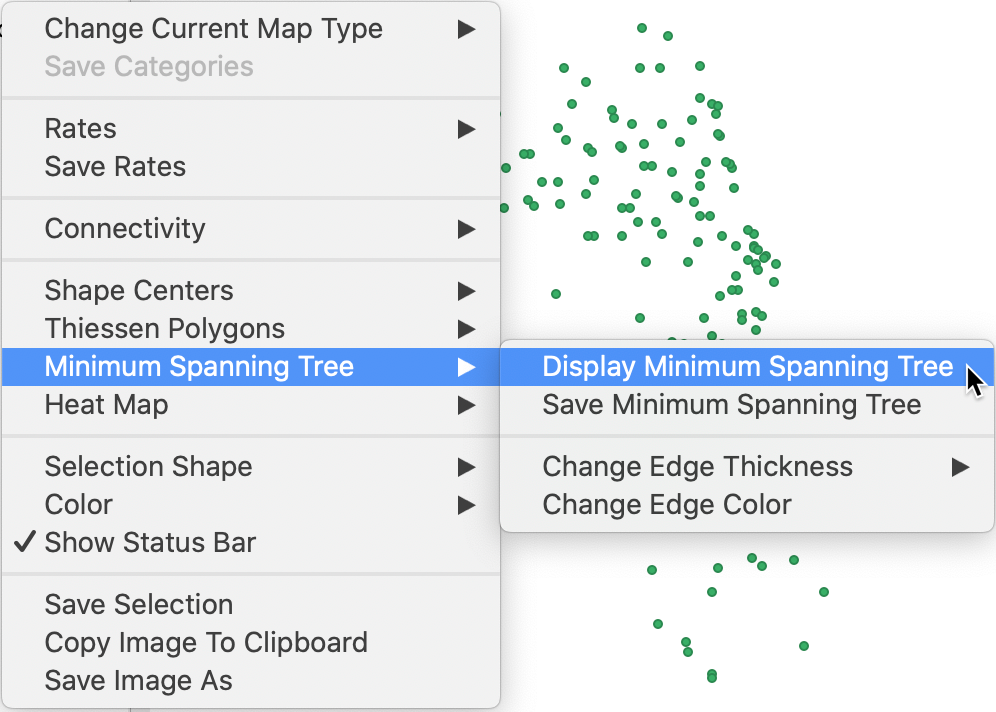 Change Current Map Type
Save Categories
Rates
Save Rates
Connectivity
Shape Centers
Thiessen Polygons
Minimum Spanning Tree
Heat Map
Selection Shape
Color
Show Status Bar
Save Selection
Copy Image To Clipboard
Save Image As
Display Minimum Spanning Tree
Save Minimum Spanning Tree
Change Edge Thickness
Change Edge Color